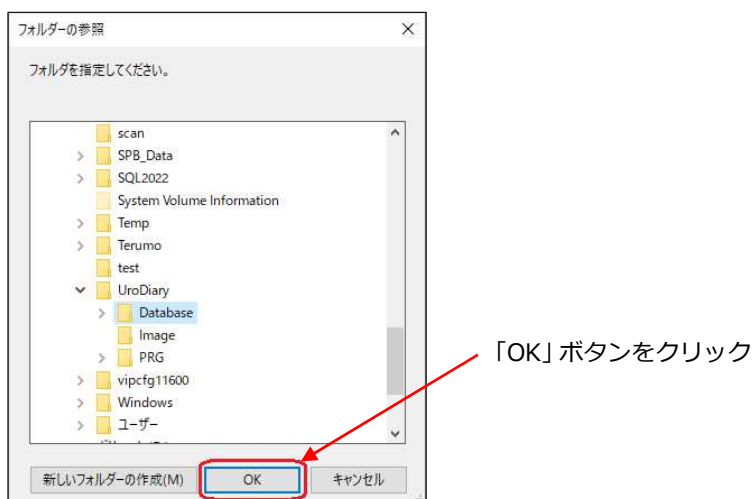 フォルダーの参照
フォルダを指定してください。
scan
SPB_Data
SQL2022
System Volume Information
Temp
Terumo
test
UroDiary
Database
Image
PRG
vipcfg11600
Windows
ユーザー
「OK」ボタンをクリック
新しいフォルダーの作成(M)
OK
キャンセル